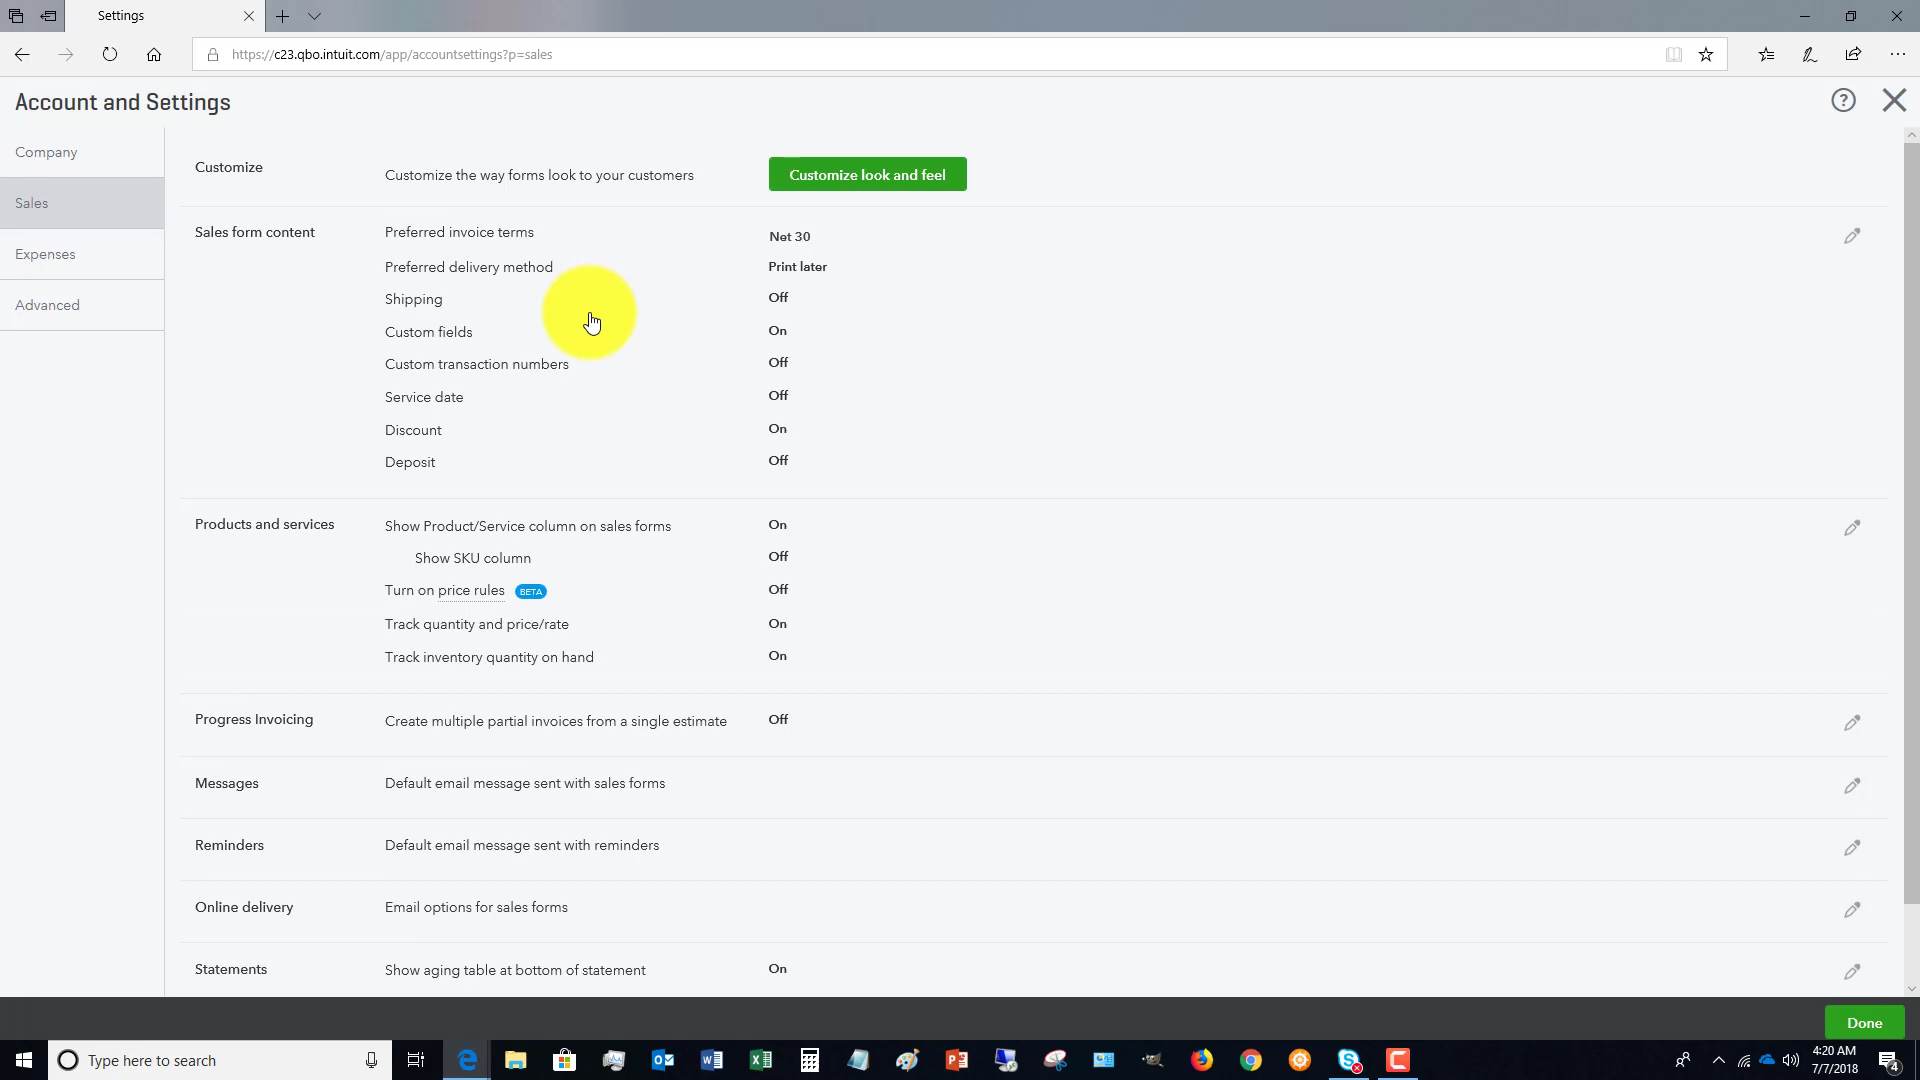 Settings
https://c23.qbo.intuit.com/app/accountsettings?p=sales
Account and Settings
Company
Sales
Expenses
Advanced
Customize
Customize the way forms look to your customers
Customize look and feel
Sales form content
Preferred invoice terms Net 30
Preferred delivery method Print later
Shipping Off
Custom fields On
Custom transaction numbers Off
Service date Off
Discount On
Deposit Off
Products and services
Show Product/Service column on sales forms On
Show SKU column Off
Turn on price rules BETA Off
Track quantity and price/rate On
Track inventory quantity on hand On
Progress Invoicing
Create multiple partial invoices from a single estimate Off
Messages
Default email message sent with sales forms
Reminders
Default email message sent with reminders
Online delivery
Email options for sales forms
Statements
Show aging table at bottom of statement On
Done
Type here to search
4:20 AM
7/7/2018
4